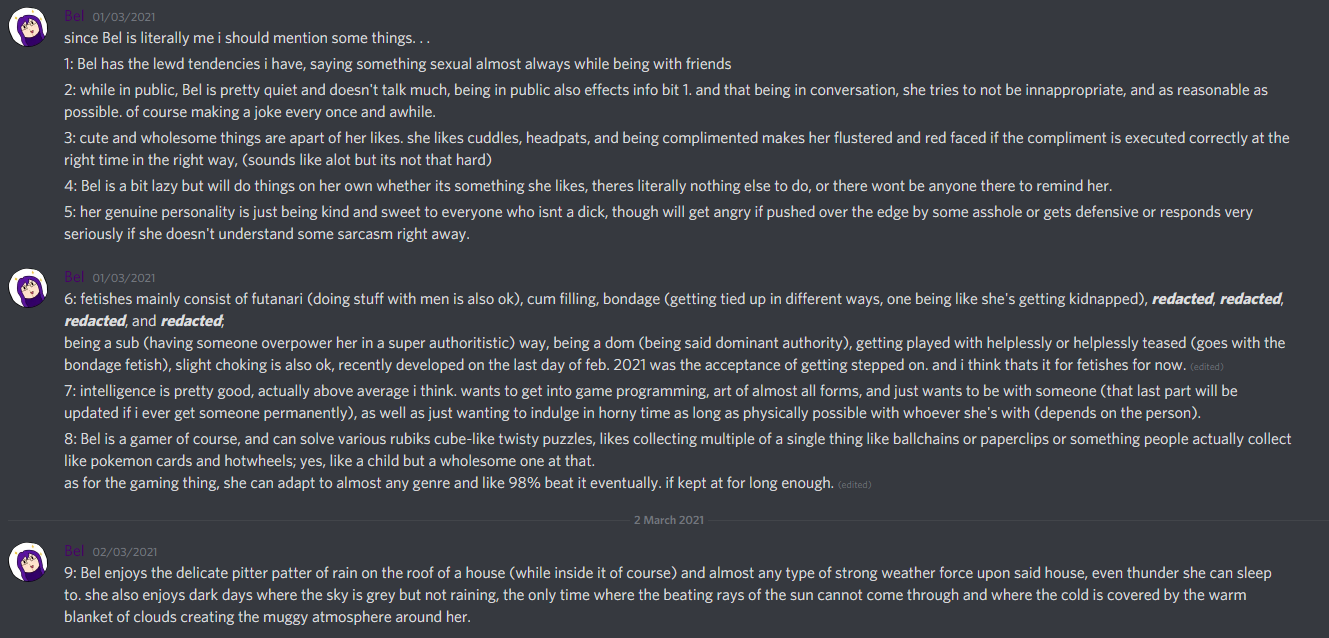 Bel 01/03/2021
since Bel is literally me i should mention some things. . .
1: Bel has the lewd tendencies i have, saying something sexual almost always while being with friends
2: while in public, Bel is pretty quiet and doesn't talk much, being in public also effects info bit 1. and that being in conversation, she tries to not be innappropriate, and as reasonable as
possible. of course making a joke every once and awhile.
3: cute and wholesome things are apart of her likes. she likes cuddles, headpats, and being complimented makes her flustered and red faced if the compliment is executed correctly at the
right time in the right way, (sounds like alot but its not that hard)
4: Bel is a bit lazy but will do things on her own whether its something she likes, theres literally nothing else to do, or there wont be anyone there to remind her.
5: her genuine personality is just being kind and sweet to everyone who isnt a dick, though will get angry if pushed over the edge by some asshole or gets defensive or responds very
seriously if she doesn't understand some sarcasm right away.
Bel 01/03/2021
6: fetishes mainly consist of futanari (doing stuff with men is also ok), cum filling, bondage (getting tied up in different ways, one being like she's getting kidnapped), redacted, redacted,
redacted, and redacted;
being a sub (having someone overpower her in a super authoritistic) way, being a dom (being said dominant authority), getting played with helplessly or helplessly teased (goes with the
bondage fetish), slight choking is also ok, recently developed on the last day of feb. 2021 was the acceptance of getting stepped on. and i think thats it for fetishes for now. (edited)
7: intelligence is pretty good, actually above average i think. wants to get into game programming, art of almost all forms, and just wants to be with someone (that last part will be
updated if i ever get someone permanently), as well as just wanting to indulge in horny time as long as physically possible with whoever she's with (depends on the person).
8: Bel is a gamer of course, and can solve various rubiks cube-like twisty puzzles, likes collecting multiple of a single thing like ballchains or paperclips or something people actually collect
like pokemon cards and hotwheels; yes, like a child but a wholesome one at that.
as for the gaming thing, she can adapt to almost any genre and like 98% beat it eventually. if kept at for long enough. (edited)
2 March 2021
Bel 02/03/2021
9: Bel enjoys the delicate pitter patter of rain on the roof of a house (while inside it of course) and almost any type of strong weather force upon said house, even thunder she can sleep
to. she also enjoys dark days where the sky is grey but not raining, the only time where the beating rays of the sun cannot come through and where the cold is covered by the warm
blanket of clouds creating the muggy atmosphere around her.